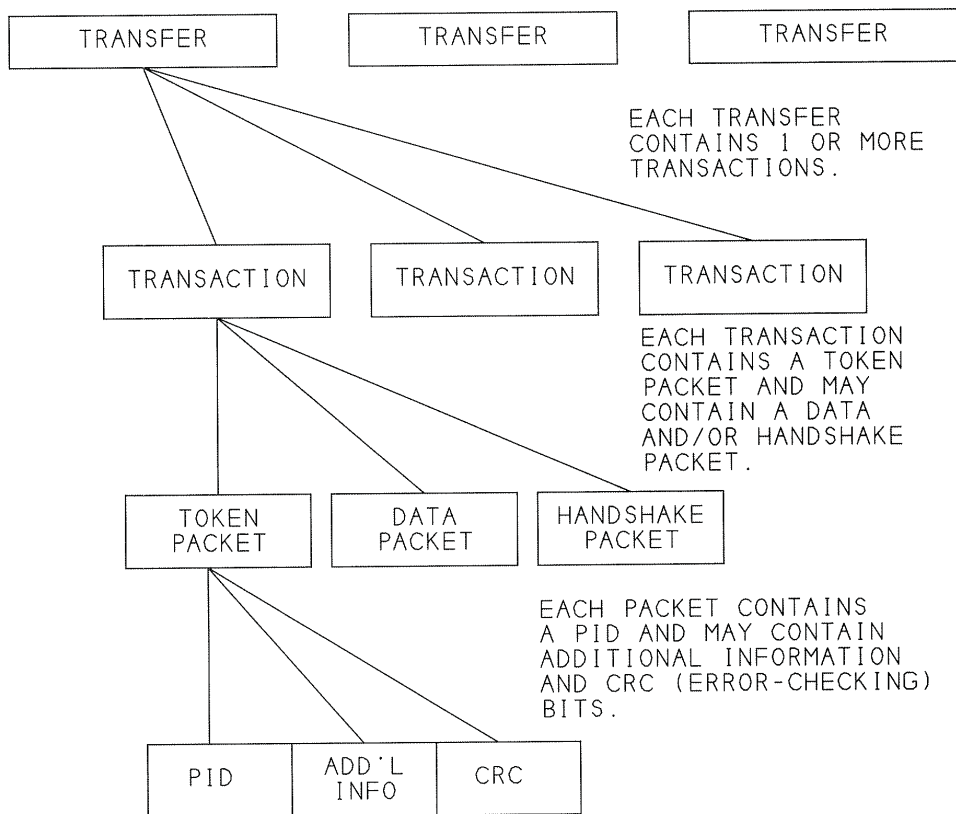 TRANSFER
TRANSFER
TRANSFER
EACH TRANSFER
CONTAINS 1 OR MORE
TRANSACTIONS.
TRANSACTION
TRANSACTION
TRANSACTION
EACH TRANSACTION
CONTAINS A TOKEN
PACKET AND MAY
CONTAIN A DATA
AND/OR HANDSHAKE
PACKET.
TOKEN
PACKET
DATA
PACKET
HANDSHAKE
PACKET
EACH PACKET CONTAINS
A PID AND MAY CONTAIN
ADDITIONAL INFORMATION
AND CRC (ERROR-CHECKING)
BITS.
PID
ADD'L
INFO
CRC